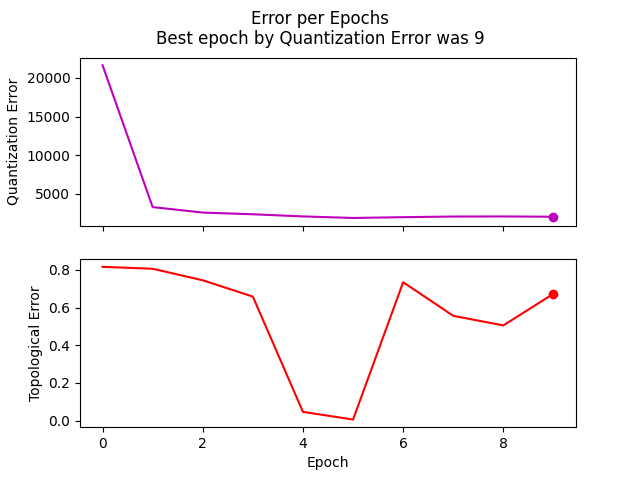 Error per Epochs
Best epoch by Quantization Error was 9
Quantization Error
20000
15000
10000
5000
Topological Error
0.8
0.6
0.4
0.2
0.0
0 2 4 6 8
Epoch